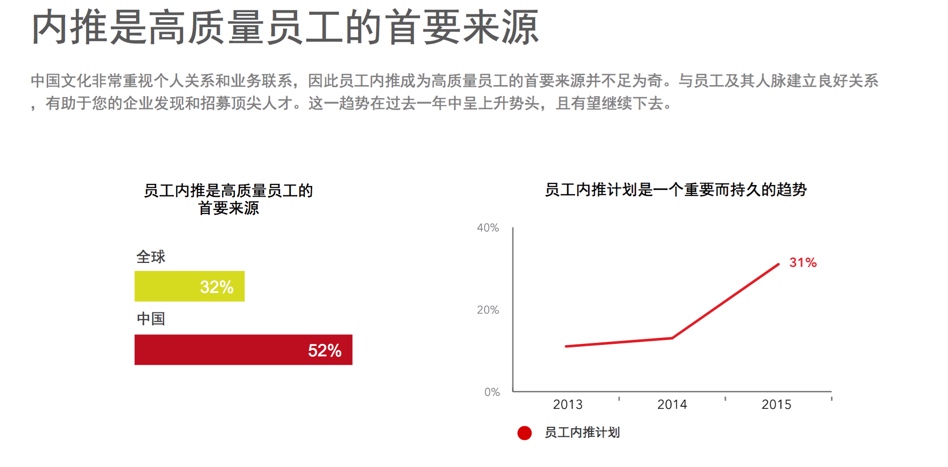 内推是高质量员工的首要来源
中国文化非常重视个人关系和业务联系，因此员工内推成为高质量员工的首要来源并不足为奇。与员工及其人脉建立良好关系
，有助于您的企业发现和招募顶尖人才。这一趋势在过去一年中呈上升势头，且有望继续下去。
员工内推是高质量员工的
首要来源
全球
32%
中国
52%
员工内推计划是一个重要而持久的趋势
40%
31%
20%
0%
2013 2014 2015
员工内推计划